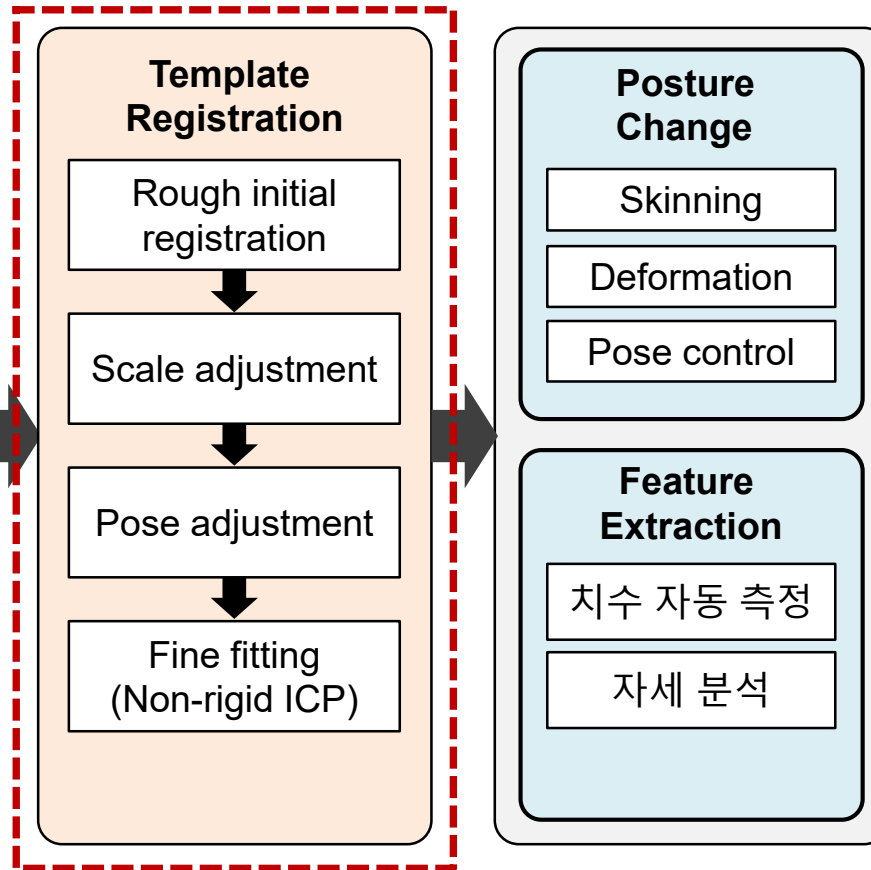 Template
Registration
Rough initial
registration
Scale adjustment
Pose adjustment
Fine fitting
(Non-rigid ICP)
Posture
Change
Skinning
Deformation
Pose control
Feature
Extraction
치수 자동 측정
자세 분석